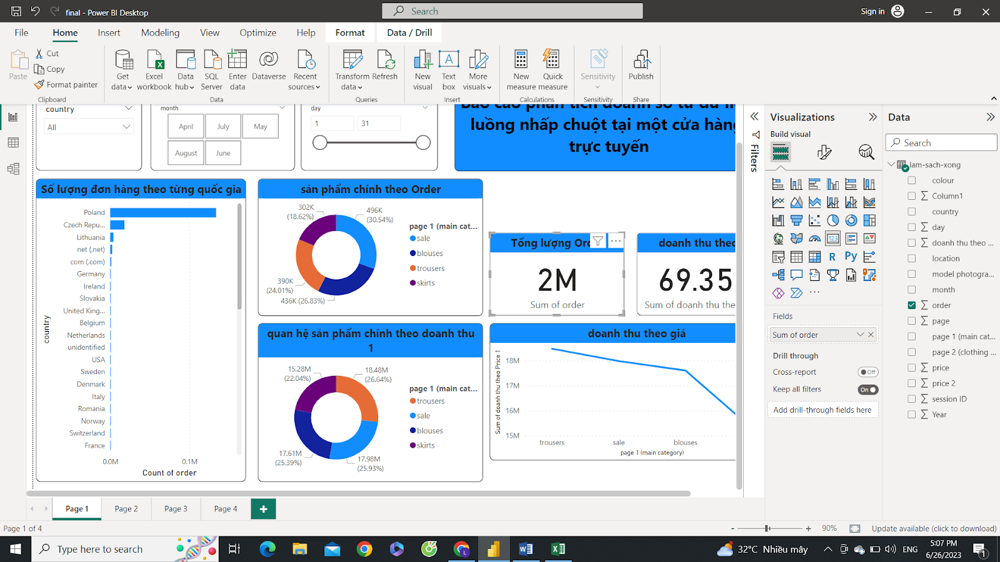 final - Power BI Desktop
Search
Sign in
File
Home
Insert
Modeling
View
Optimize
Help
Format
Data / Drill
Paste
Cut
Copy
Format painter
Clipboard
Get data
Excel workbook
Data hub
SQL Server
Enter data
Dataverse
Recent sources
Data
Transform data
Refresh
Queries
New visual
Text box
More visuals
Insert
New measure
Quick measure
Calculations
Sensitivity
Sensitivity
Publish
Share
country
All
month
April
July
May
August
June
day
1
31
luồng nhấp chuột tại một cửa hàng
trực tuyến
Số lượng đơn hàng theo từng quốc gia
country
Poland
Czech Repu...
Lithuania
net (.net)
com (.com)
Germany
Ireland
Slovakia
United King...
Belgium
Netherlands
unidentified
USA
Sweden
Denmark
Italy
Romania
Norway
Switzerland
France
0.0M
0.1M
Count of order
sản phẩm chính theo Order
302K
(18.62%)
496K
(30.54%)
390K
(24.01%)
436K (26.83%)
page 1 (main cat...
sale
blouses
trousers
skirts
Tổng lượng Orc
2M
Sum of order
doanh thu theo
69.35
Sum of doanh thu the
quan hệ sản phẩm chính theo doanh thu
1
15.28M
(22.04%)
18.48M
(26.64%)
17.61M
(25.39%)
17.98M
(25.93%)
page 1 (main cat...
trousers
sale
blouses
skirts
doanh thu theo giá
Sum of doanh thu theo Price 1
18M
17M
16M
15M
trousers
sale
blouses
page 1 (main category)
Filters
Visualizations
Build visual
R
Py
123
Fields
Sum of order
Drill through
Cross-report
Off
Keep all filters
On
Add drill-through fields here
Data
Search
lam-sach-xong
colour
Column1
country
day
doanh thu theo ...
location
model photogra...
month
order
page
page 1 (main cat...
page 2 (clothing ...
price
price 2
session ID
Year
Page 1
Page 2
Page 3
Page 4
Page 1 of 4
90%
Update available (click to download)
Type here to search
32°C Nhiều mây
ENG
5:07 PM
6/26/2023
1